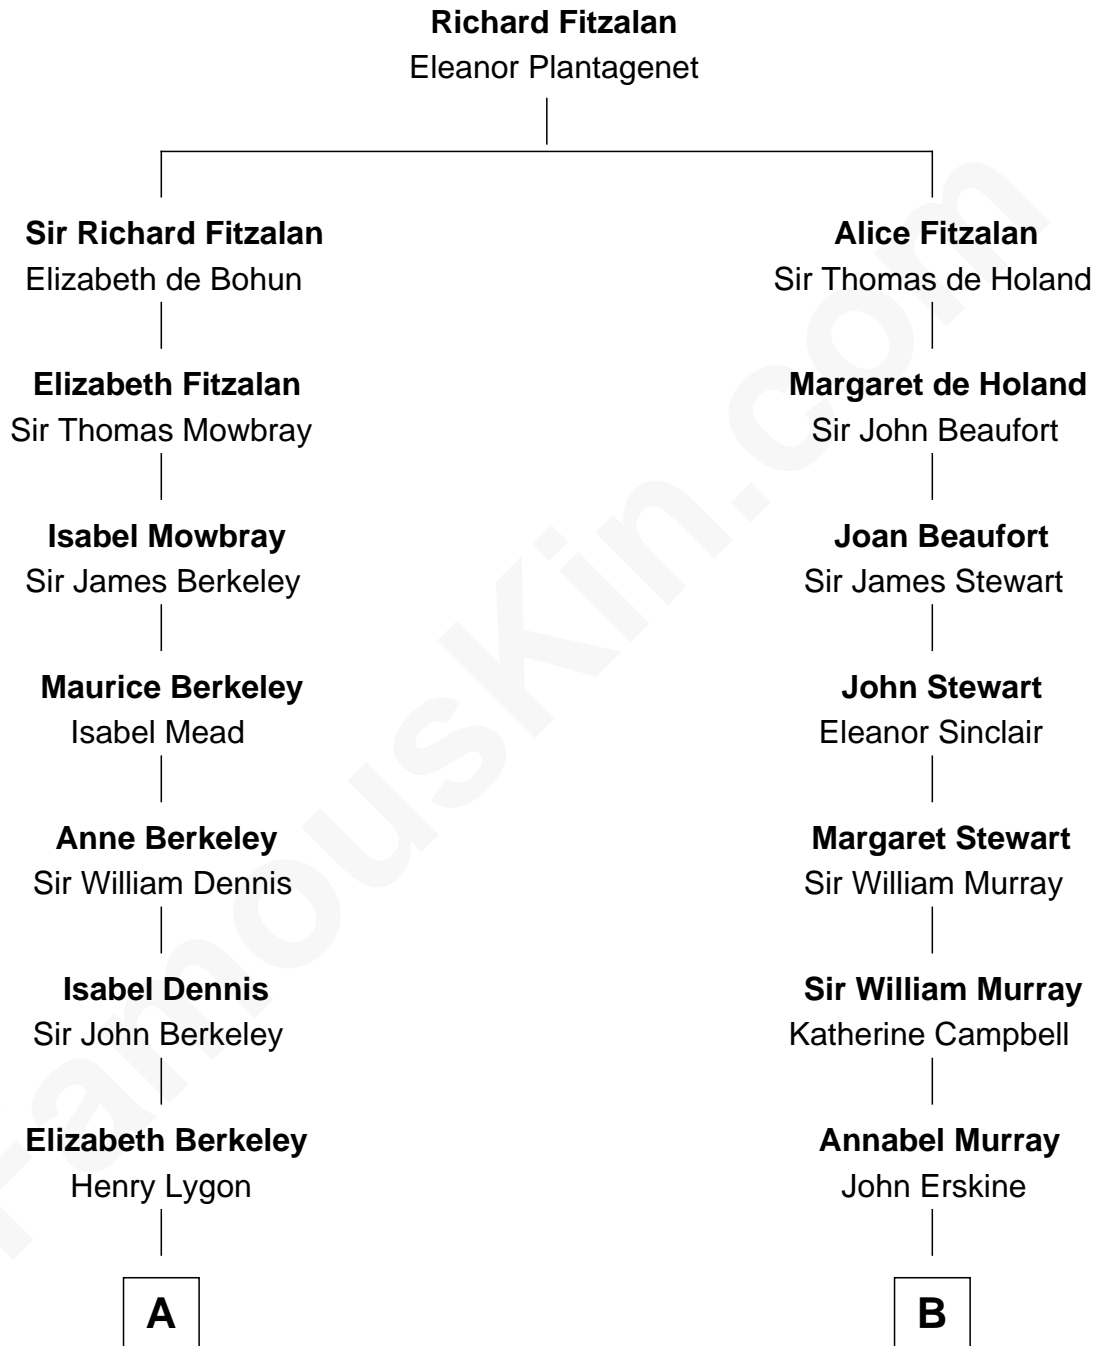 Richard Fitzalan
Eleanor Plantagenet
Sir Richard Fitzalan
Elizabeth de Bohun
Elizabeth Fitzalan
Sir Thomas Mowbray
Isabel Mowbray
Sir James Berkeley
Maurice Berkeley
Isabel Mead
Anne Berkeley
Sir William Dennis
Isabel Dennis
Sir John Berkeley
Elizabeth Berkeley
Henry Lygon
A
Alice Fitzalan
Sir Thomas de Holand
Margaret de Holand
Sir John Beaufort
Joan Beaufort
Sir James Stewart
John Stewart
Eleanor Sinclair
Margaret Stewart
Sir William Murray
Sir William Murray
Katherine Campbell
Annabel Murray
John Erskine
B
FamousKin.com